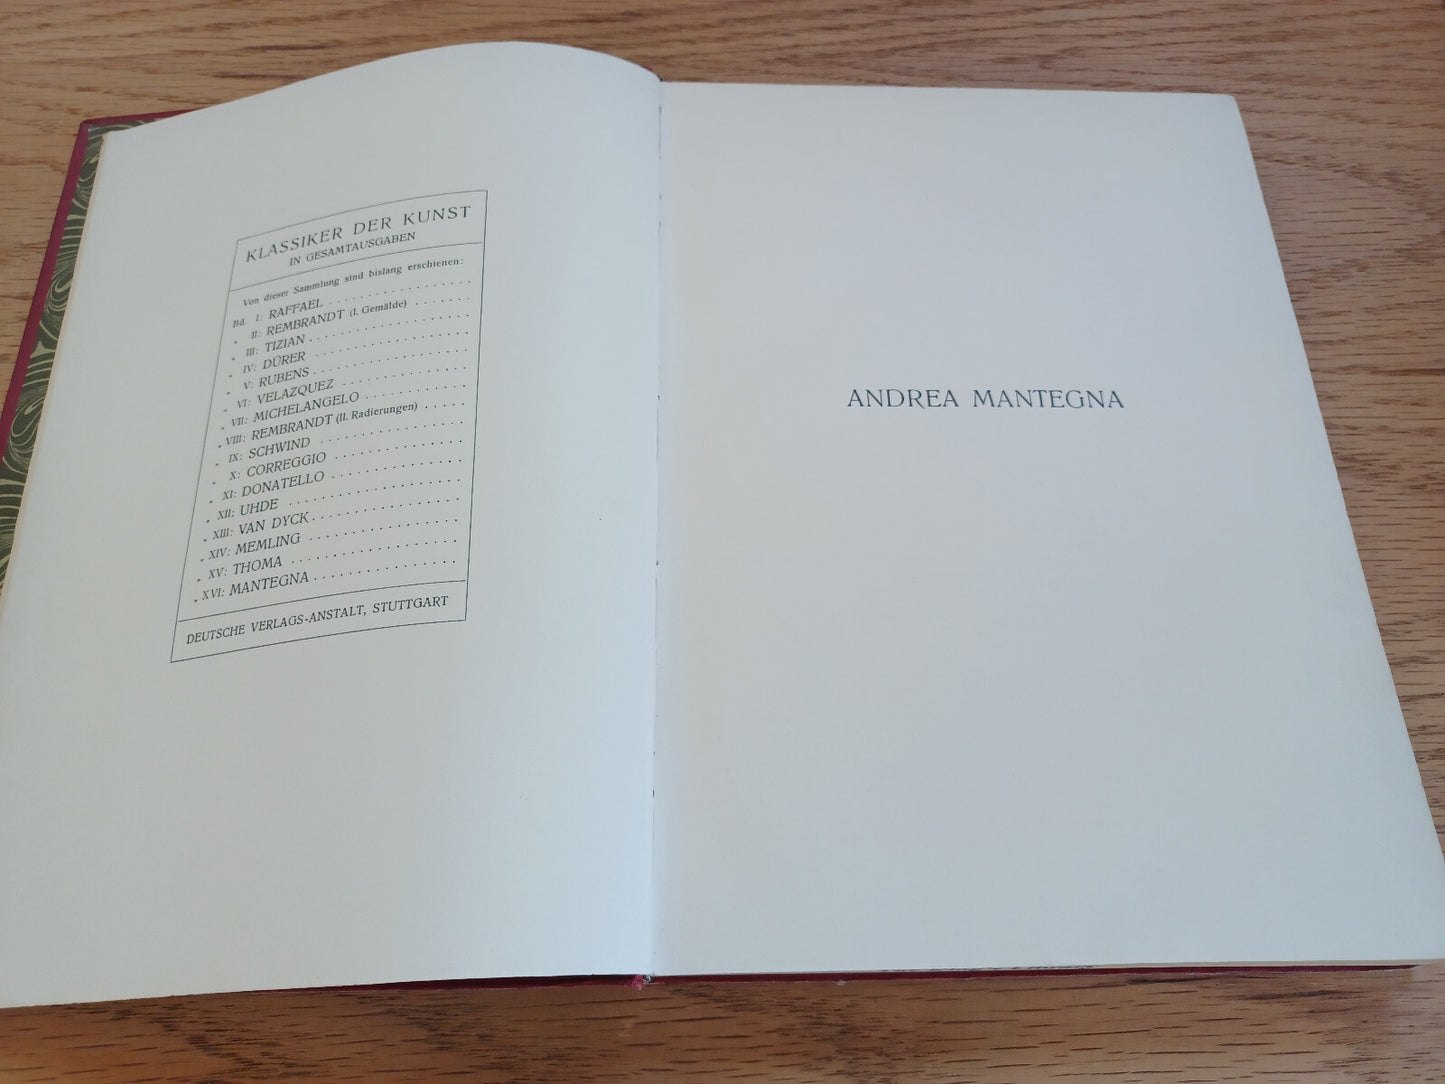 KLASSIKER DER KUNST
IN GESAMTAUSGABEN
Von dieser Sammlung sind bislang erschienen:
Bd. I: RAFFAEL . . . . . . . . . . . . . . . .
„ II: REMBRANDT (I. Gemälde) . . . . . .
„ III: TIZIAN . . . . . . . . . . . . . . . . .
„ IV: DÜRER . . . . . . . . . . . . . . . . .
„ V: RUBENS . . . . . . . . . . . . . . . . .
„ VI: VELAZQUEZ . . . . . . . . . . . . . .
„ VII: MICHELANGELO . . . . . . . . . . .
„ VIII: REMBRANDT (II. Radierungen) . . . . .
„ IX: SCHWIND . . . . . . . . . . . . . . . .
„ X: CORREGGIO . . . . . . . . . . . . . .
„ XI: DONATELLO . . . . . . . . . . . . . .
„ XII: UHDE . . . . . . . . . . . . . . . . . .
„ XIII: VAN DYCK . . . . . . . . . . . . . . .
„ XIV: MEMLING . . . . . . . . . . . . . . .
„ XV: THOMA . . . . . . . . . . . . . . . . .
„ XVI: MANTEGNA . . . . . . . . . . . . . . .
DEUTSCHE VERLAGS-ANSTALT, STUTTGART
ANDREA MANTEGNA